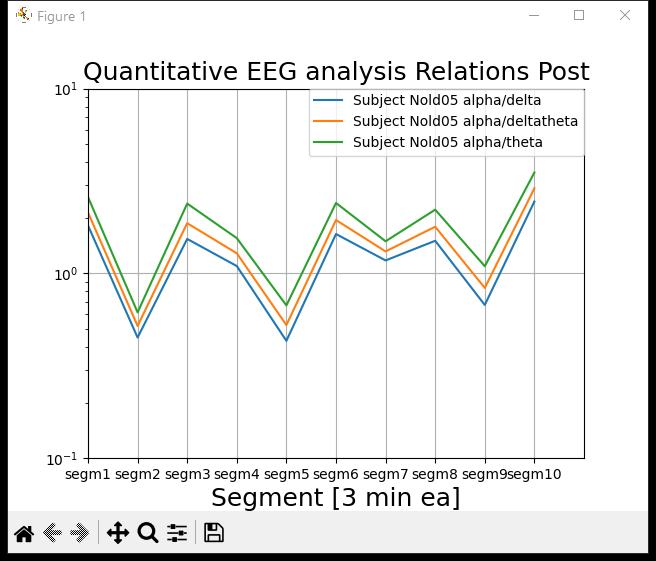 Figure 1
Quantitative EEG analysis Relations Post
10¹
Subject Nold05 alpha/delta
Subject Nold05 alpha/deltatheta
Subject Nold05 alpha/theta
10⁰
10⁻¹
segm1 segm2 segm3 segm4 segm5 segm6 segm7 segm8 segm9segm10
Segment [3 min ea]